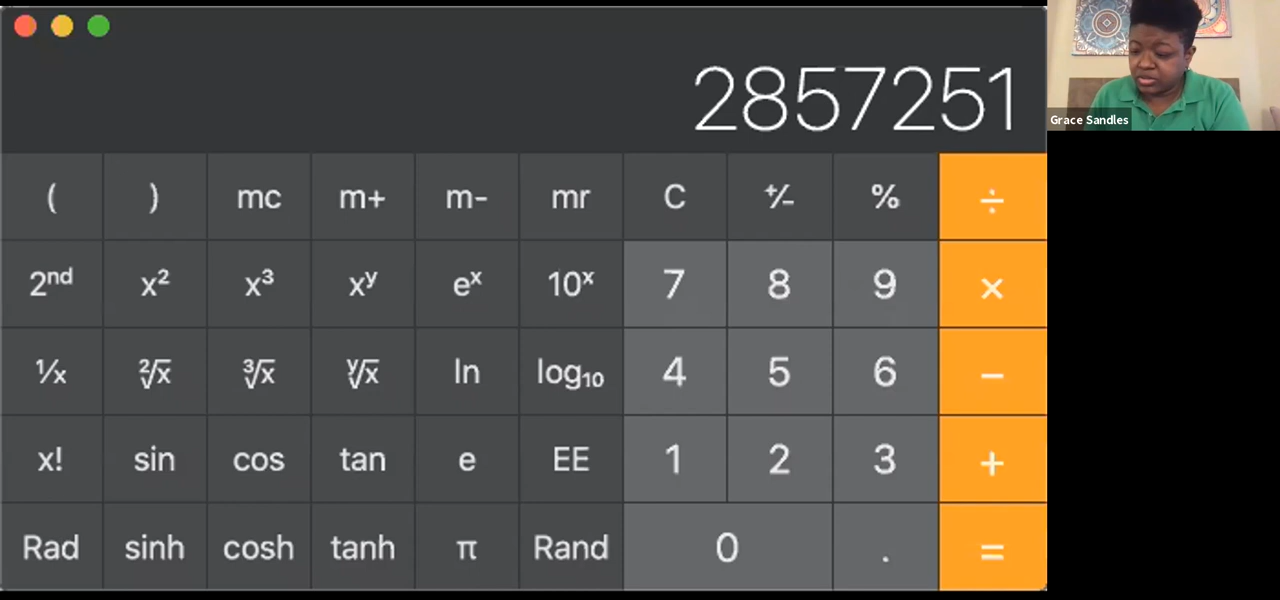 2857251
Grace Sandles
( ) mc m+ m- mr C +/- % ÷
2nd x² x³ xʸ eˣ 10ˣ 7 8 9 ×
1/x ²√x ³√x ʸ√x ln log₁₀ 4 5 6 −
x! sin cos tan e EE 1 2 3 +
Rad sinh cosh tanh π Rand 0 . =